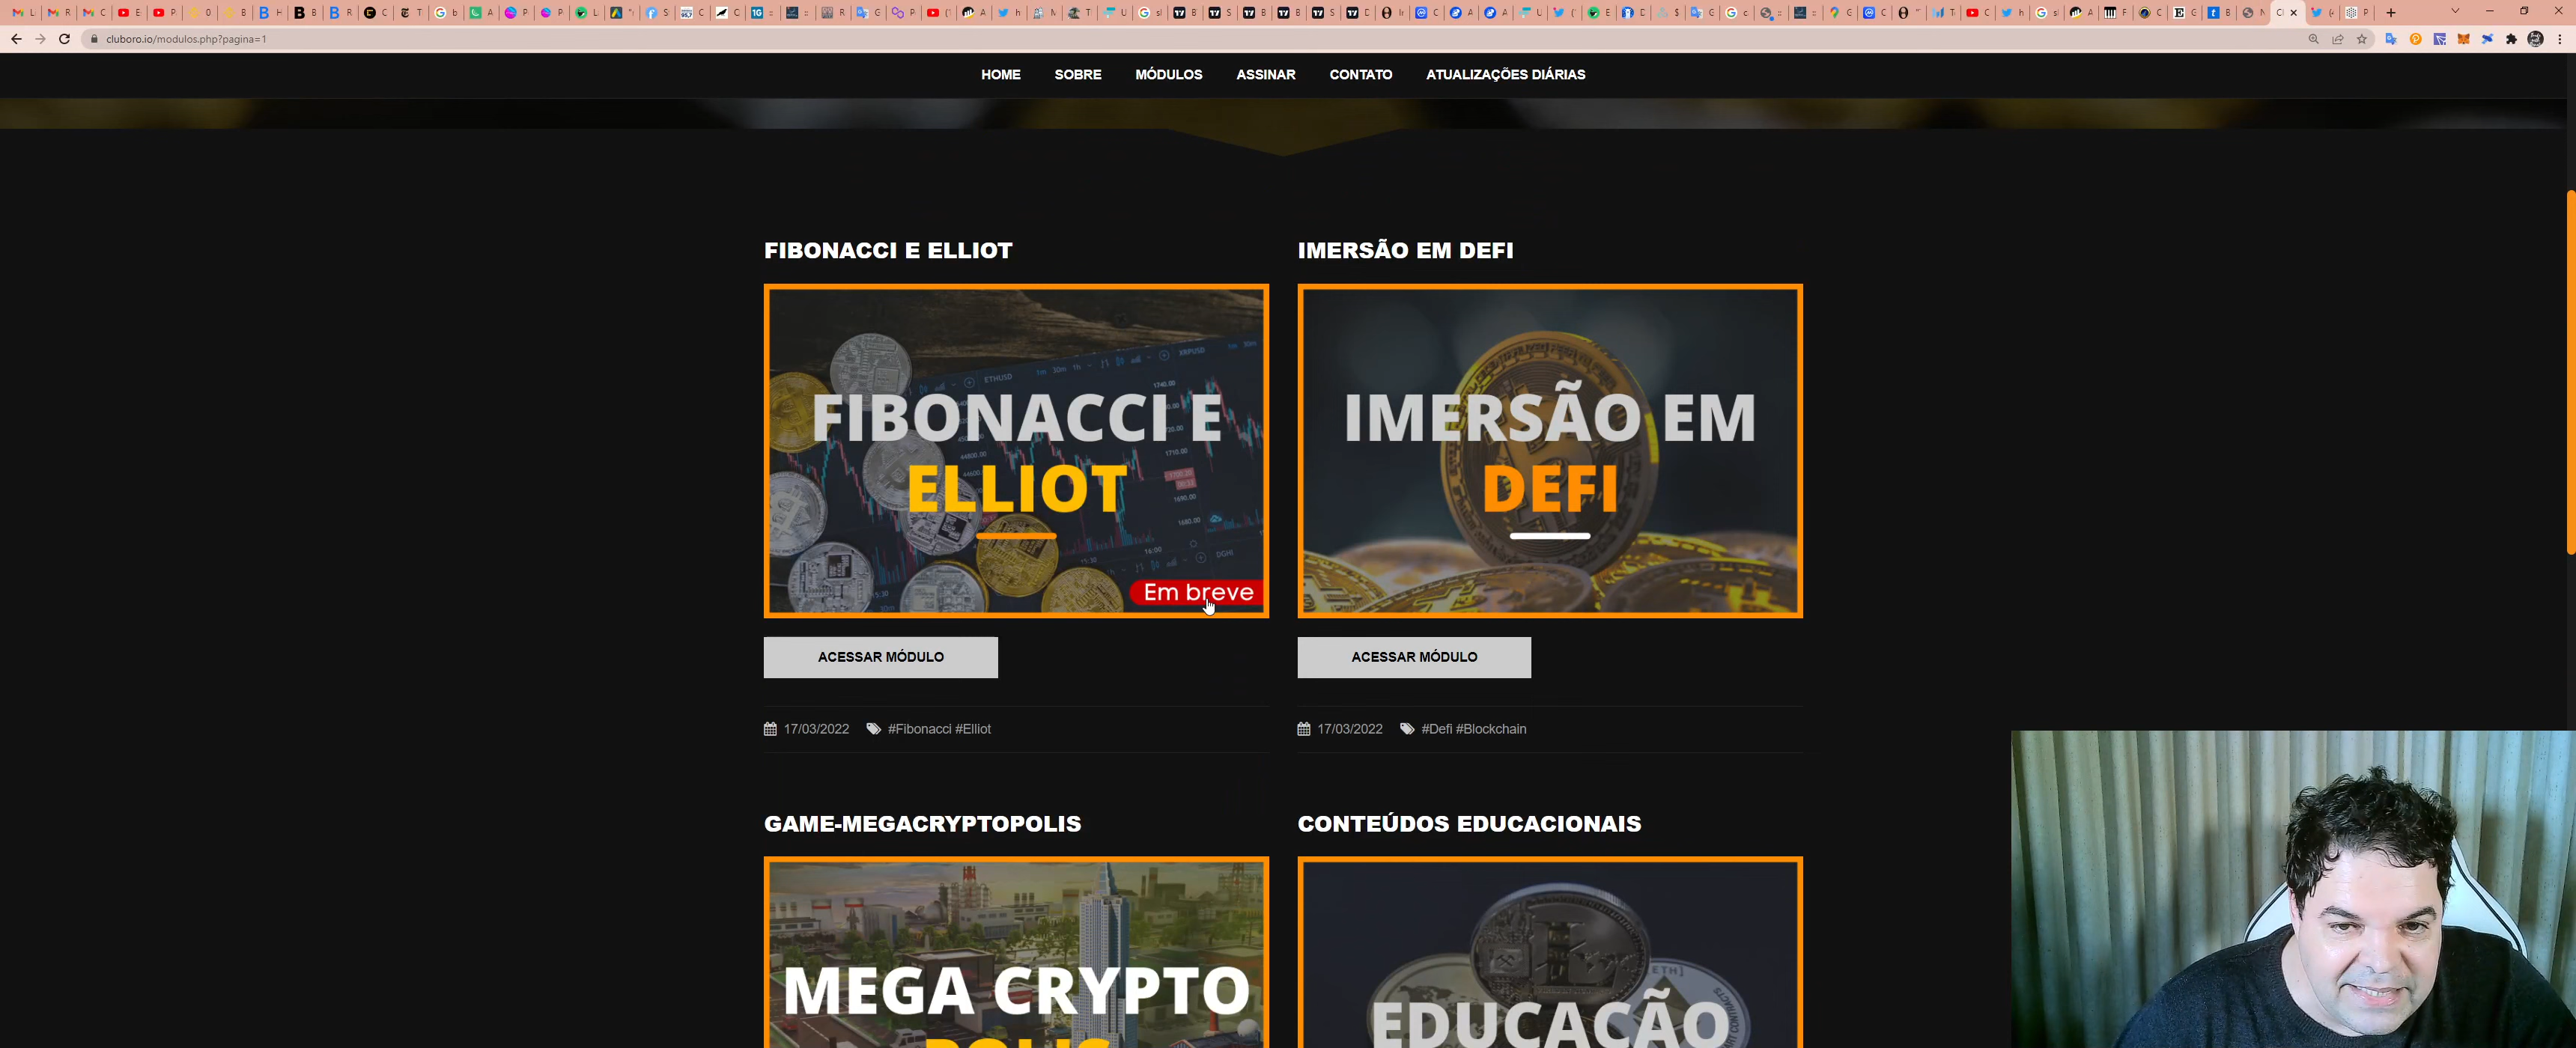 cluboro.io/modulos.php?pagina=1
HOME SOBRE MÓDULOS ASSINAR CONTATO ATUALIZAÇÕES DIÁRIAS
FIBONACCI E ELLIOT
IMERSÃO EM DEFI
FIBONACCI E
ELLIOT
Em breve
IMERSÃO EM
DEFI
ACESSAR MÓDULO
ACESSAR MÓDULO
17/03/2022 #Fibonacci #Elliot
17/03/2022 #Defi #Blockchain
GAME-MEGACRYPTOPOLIS
CONTEÚDOS EDUCACIONAIS
MEGA CRYPTO
POLIS
EDUCAÇÃO